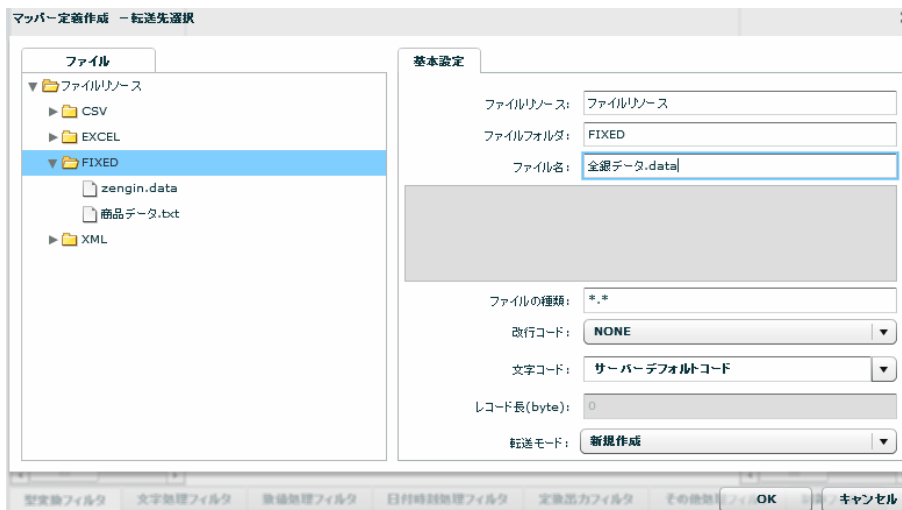 マッパー定義作成 －転送先選択
ファイル
ファイルリソース
CSV
EXCEL
FIXED
zengin.data
商品データ.txt
XML
基本設定
ファイルリソース: ファイルリソース
ファイルフォルダ: FIXED
ファイル名: 全銀データ.data
ファイルの種類: *.*
改行コード: NONE
文字コード: サーバーデフォルトコード
レコード長(byte): 0
転送モード: 新規作成
型変換フィルタ 文字処理フィルタ 数値処理フィルタ 日付時刻処理フィルタ 定数出力フィルタ その他処理
OK キャンセル